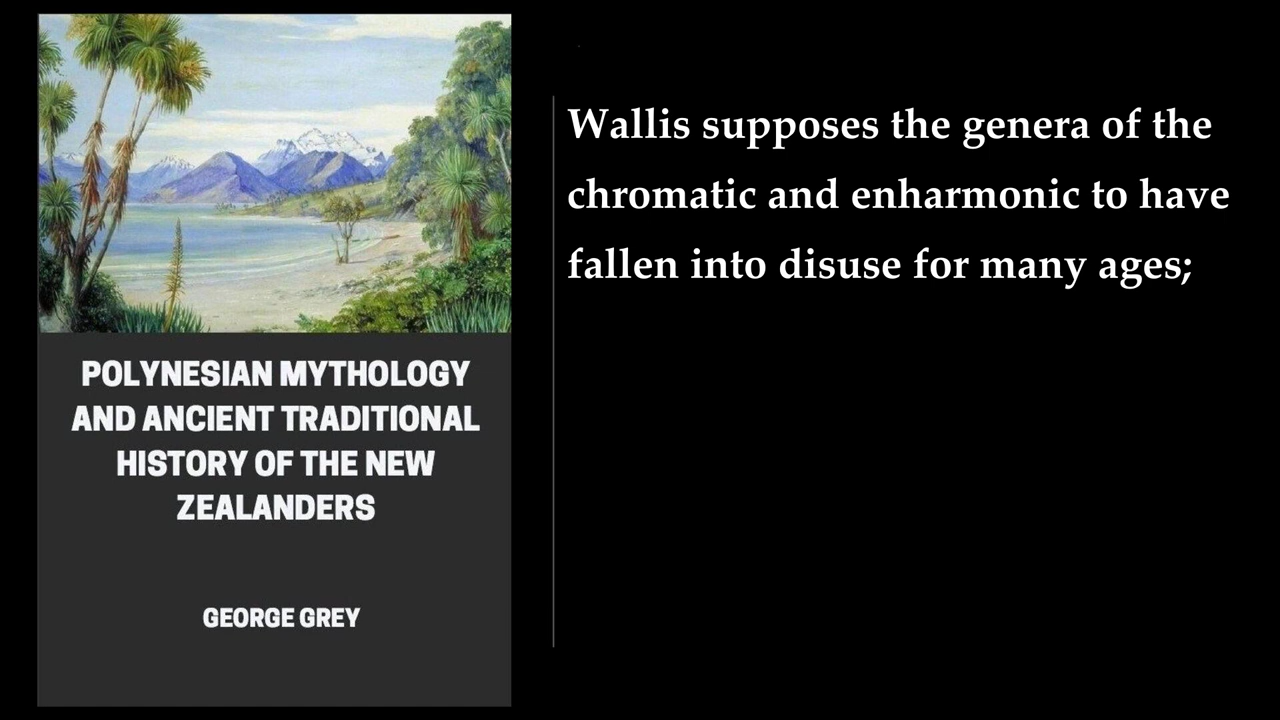 POLYNESIAN MYTHOLOGY
AND ANCIENT TRADITIONAL
HISTORY OF THE NEW
ZEALANDERS
GEORGE GREY
Wallis supposes the genera of the
chromatic and enharmonic to have
fallen into disuse for many ages;